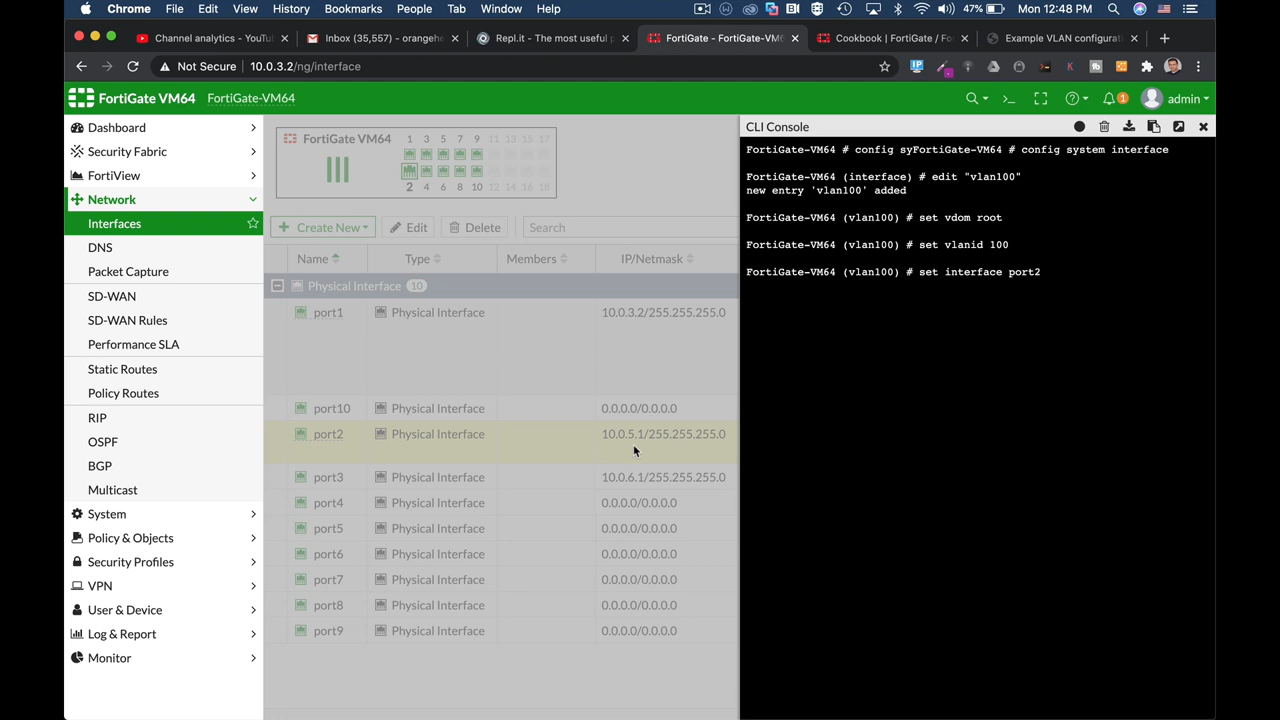 Chrome File Edit View History Bookmarks People Tab Window Help 47% Mon 12:48 PM
Channel analytics - YouTu
Inbox (35,557) - orangehe
Repl.it - The most useful p
FortiGate - FortiGate-VM6
Cookbook | FortiGate / For
Example VLAN configurat
Not Secure | 10.0.3.2/ng/interface
FortiGate VM64 FortiGate-VM64
1 admin
Dashboard
Security Fabric
FortiView
Network
Interfaces
DNS
Packet Capture
SD-WAN
SD-WAN Rules
Performance SLA
Static Routes
Policy Routes
RIP
OSPF
BGP
Multicast
System
Policy & Objects
Security Profiles
VPN
User & Device
Log & Report
Monitor
FortiGate VM64 1 3 5 7 9 11 13 15 17
2 4 6 8 10 12 14 16 18
Create New Edit Delete Search
Name Type Members IP/Netmask
Physical Interface 10
port1 Physical Interface 10.0.3.2/255.255.255.0
port10 Physical Interface 0.0.0.0/0.0.0.0
port2 Physical Interface 10.0.5.1/255.255.255.0
port3 Physical Interface 10.0.6.1/255.255.255.0
port4 Physical Interface 0.0.0.0/0.0.0.0
port5 Physical Interface 0.0.0.0/0.0.0.0
port6 Physical Interface 0.0.0.0/0.0.0.0
port7 Physical Interface 0.0.0.0/0.0.0.0
port8 Physical Interface 0.0.0.0/0.0.0.0
port9 Physical Interface 0.0.0.0/0.0.0.0
CLI Console
FortiGate-VM64 # config syFortiGate-VM64 # config system interface
FortiGate-VM64 (interface) # edit "vlan100"
new entry 'vlan100' added
FortiGate-VM64 (vlan100) # set vdom root
FortiGate-VM64 (vlan100) # set vlanid 100
FortiGate-VM64 (vlan100) # set interface port2